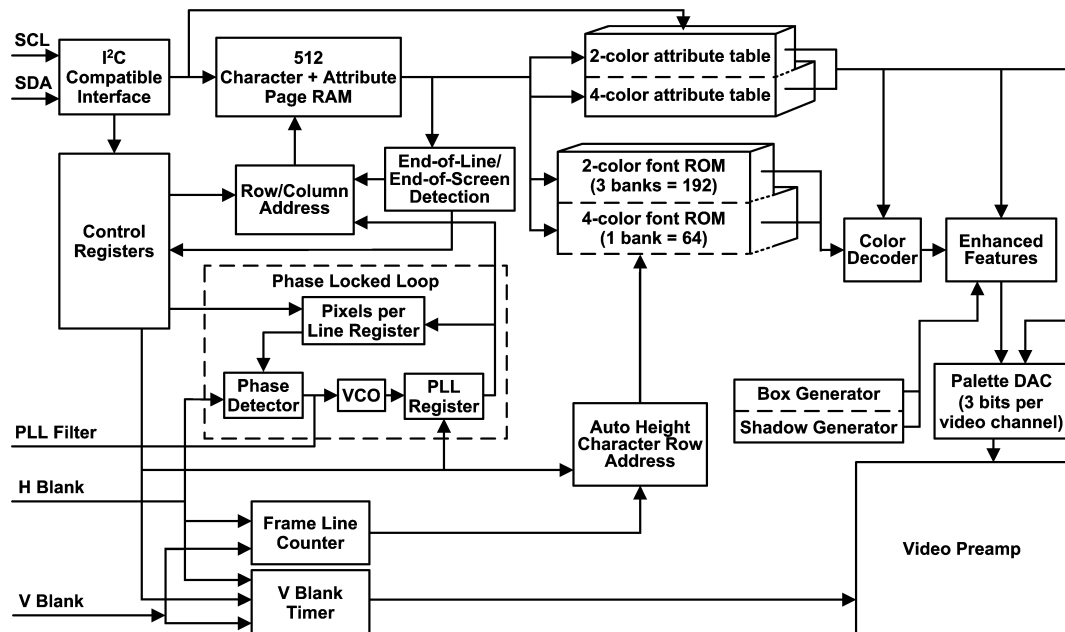 SCL
SDA
I²C
Compatible
Interface
512
Character + Attribute
Page RAM
2-color attribute table
4-color attribute table
Control
Registers
Row/Column
Address
End-of-Line/
End-of-Screen
Detection
2-color font ROM
(3 banks = 192)
4-color font ROM
(1 bank = 64)
Color
Decoder
Enhanced
Features
Phase Locked Loop
Pixels per
Line Register
Phase
Detector
VCO
PLL
Register
PLL Filter
Auto Height
Character Row
Address
Box Generator
Shadow Generator
Palette DAC
(3 bits per
video channel)
H Blank
Frame Line
Counter
V Blank
V Blank
Timer
Video Preamp